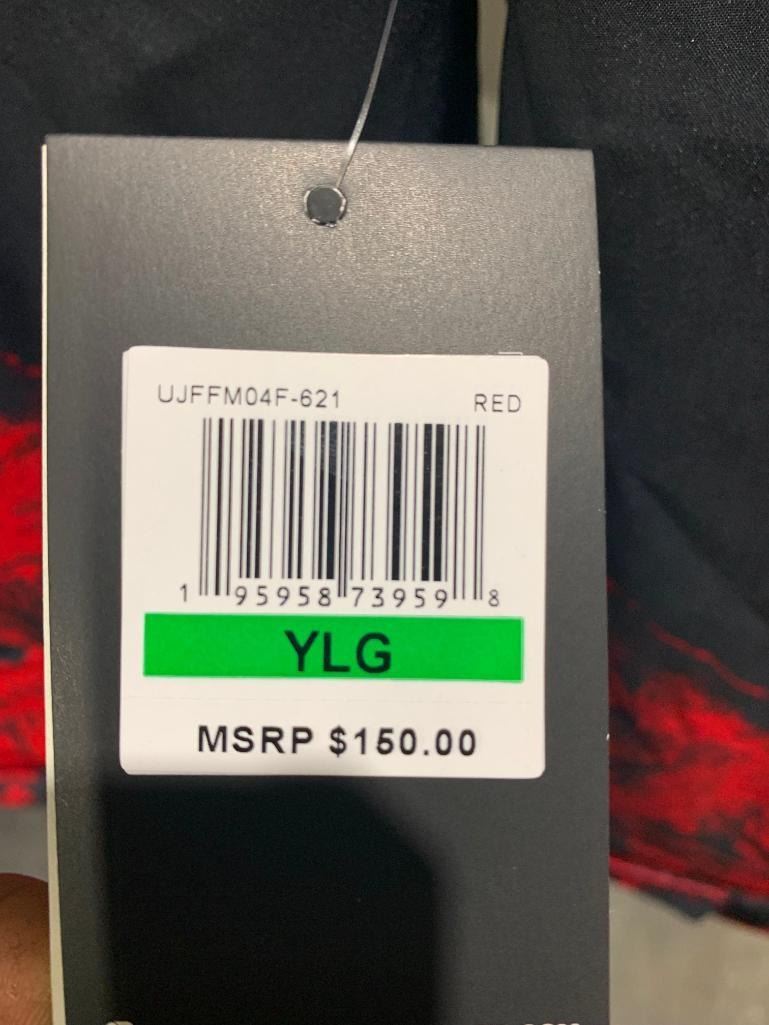 UJFFM04F-621 RED
1 95958 73959 8
YLG
MSRP $150.00